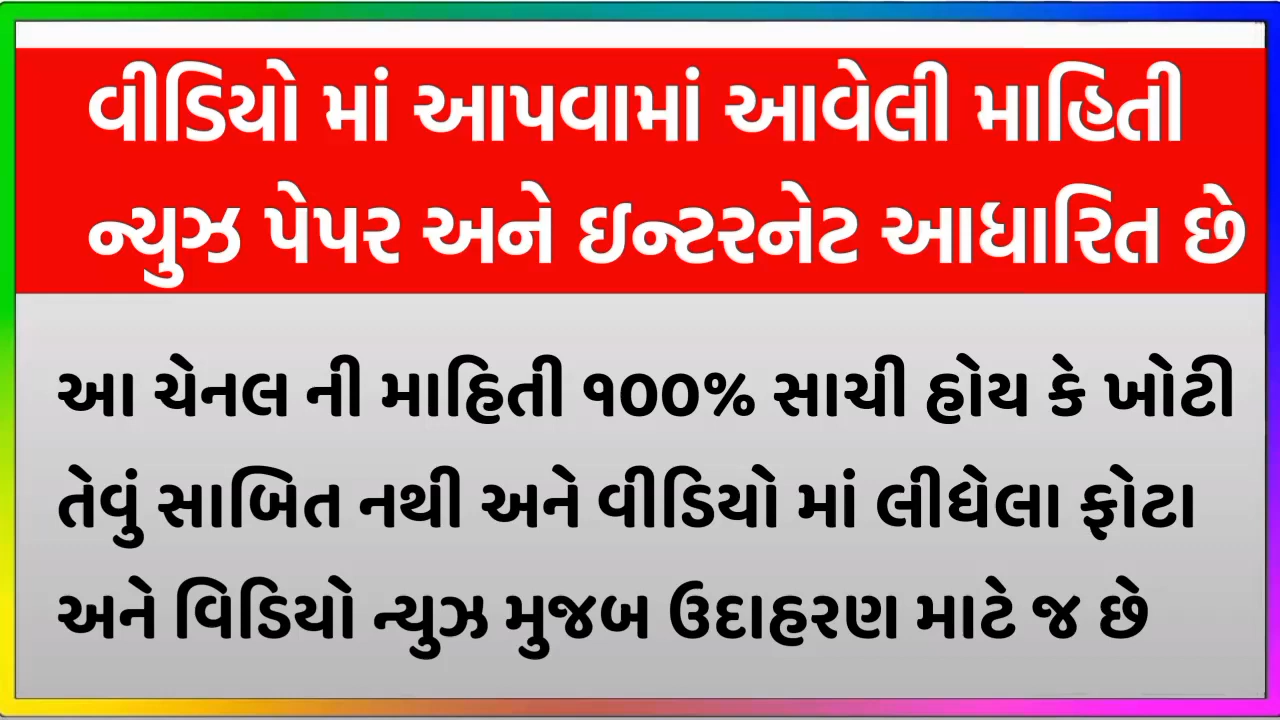 વીડિયો માં આપવામાં આવેલી માહિતી
ન્યુઝ પેપર અને ઇન્ટરનેટ આધારિત છે
આ ચેનલ ની માહિતી ૧00% સાચી હોય કે ખોટી
તેવું સાબિત નથી અને વીડિયો માં લીધેલા ફોટા
અને વિડિયો ન્યુઝ મુજબ ઉદાહરણ માટે જ છે